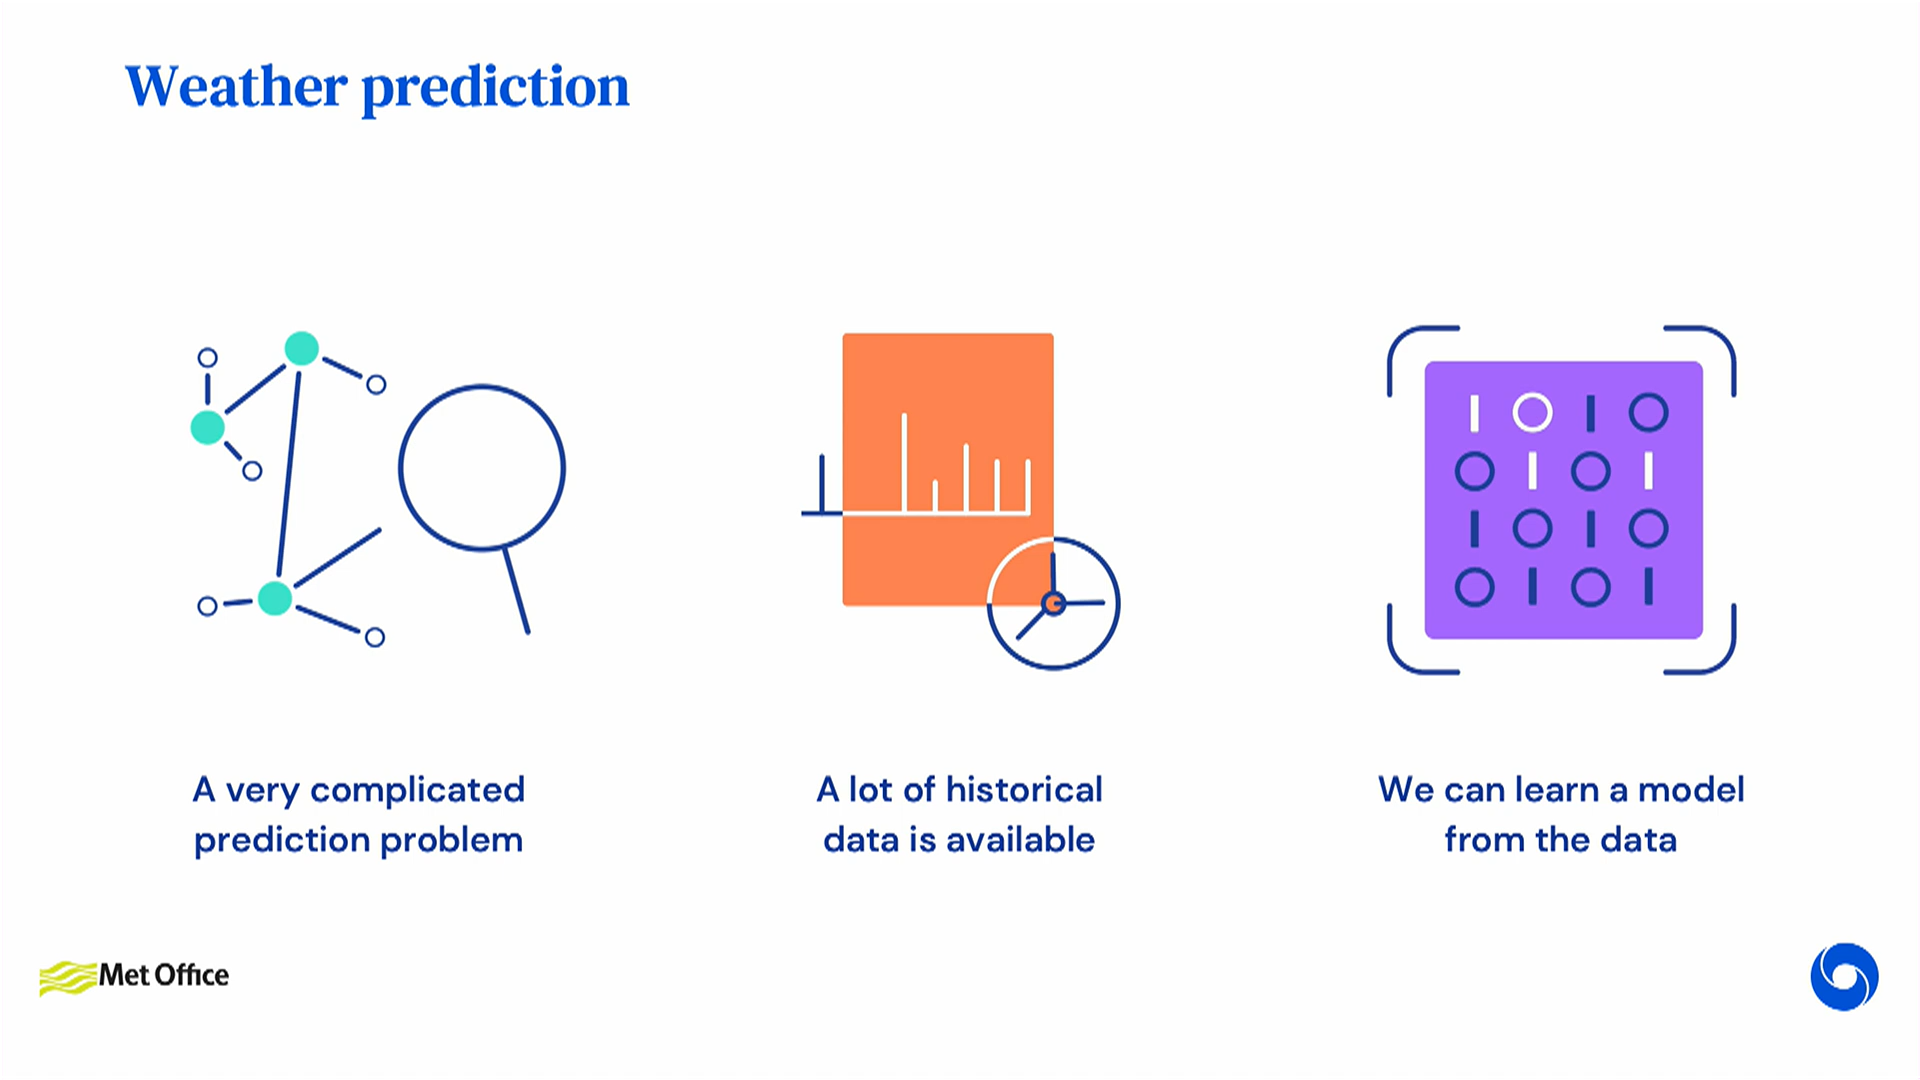 Weather prediction
A very complicated
prediction problem
A lot of historical
data is available
We can learn a model
from the data
Met Office